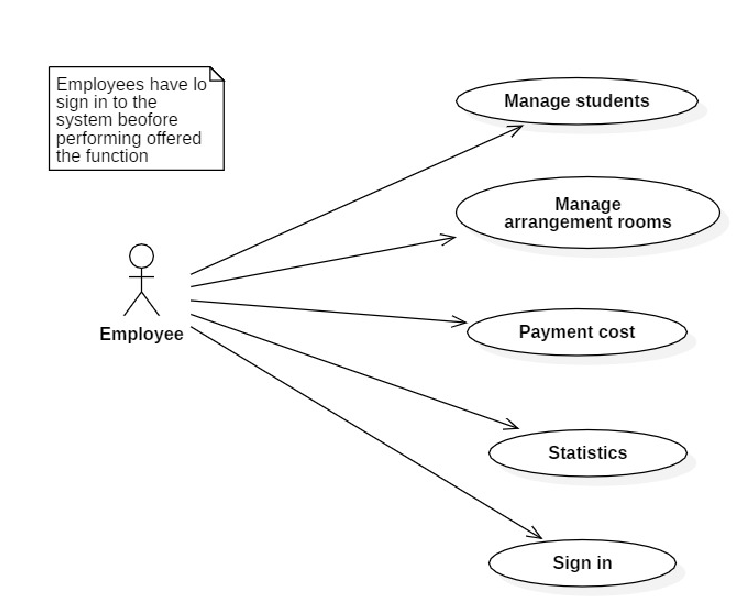 Employees have lo
sign in to the
system beofore
performing offered
the function
Manage students
Manage
arrangement rooms
Employee
Payment cost
Statistics
Sign in